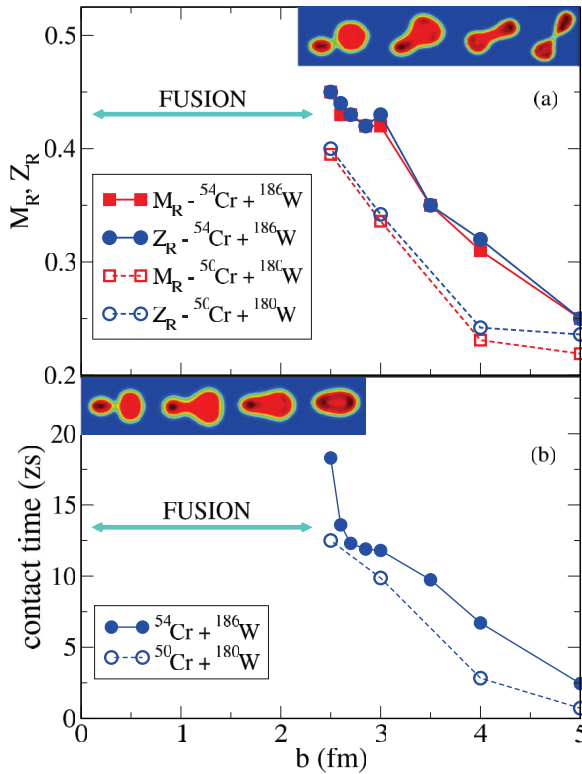 0.5
0.4
0.3
0.2
M_R, Z_R
FUSION
(a)
M_R - ⁵⁴Cr + ¹⁸⁶W
Z_R - ⁵⁴Cr + ¹⁸⁶W
M_R - ⁵⁰Cr + ¹⁸⁰W
Z_R - ⁵⁰Cr + ¹⁸⁰W
20
15
10
5
0
contact time (zs)
FUSION
(b)
⁵⁴Cr + ¹⁸⁶W
⁵⁰Cr + ¹⁸⁰W
0 1 2 3 4 5
b (fm)